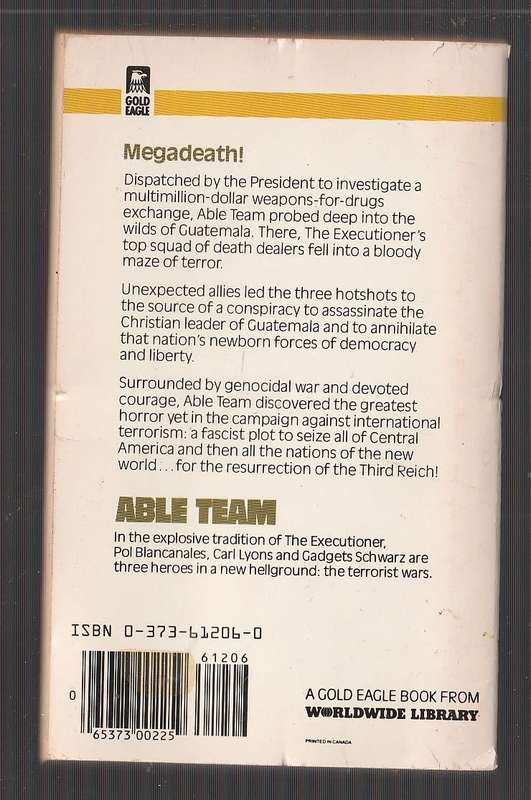 GOLD
EAGLE
Megadeath!
Dispatched by the President to investigate a
multimillion-dollar weapons-for-drugs
exchange, Able Team probed deep into the
wilds of Guatemala. There, The Executioner's
top squad of death dealers fell into a bloody
maze of terror.
Unexpected allies led the three hotshots to
the source of a conspiracy to assassinate the
Christian leader of Guatemala and to annihilate
that nation's newborn forces of democracy
and liberty.
Surrounded by genocidal war and devoted
courage, Able Team discovered the greatest
horror yet in the campaign against international
terrorism: a fascist plot to seize all of Central
America and then all the nations of the new
world...for the resurrection of the Third Reich!
ABLE TEAM
In the explosive tradition of The Executioner,
Pol Blancanales, Carl Lyons and Gadgets Schwarz are
three heroes in a new hellground: the terrorist wars.
ISBN 0-373-61206-0
61206
0
65373 00225
A GOLD EAGLE BOOK FROM
WORLDWIDE LIBRARY
PRINTED IN CANADA